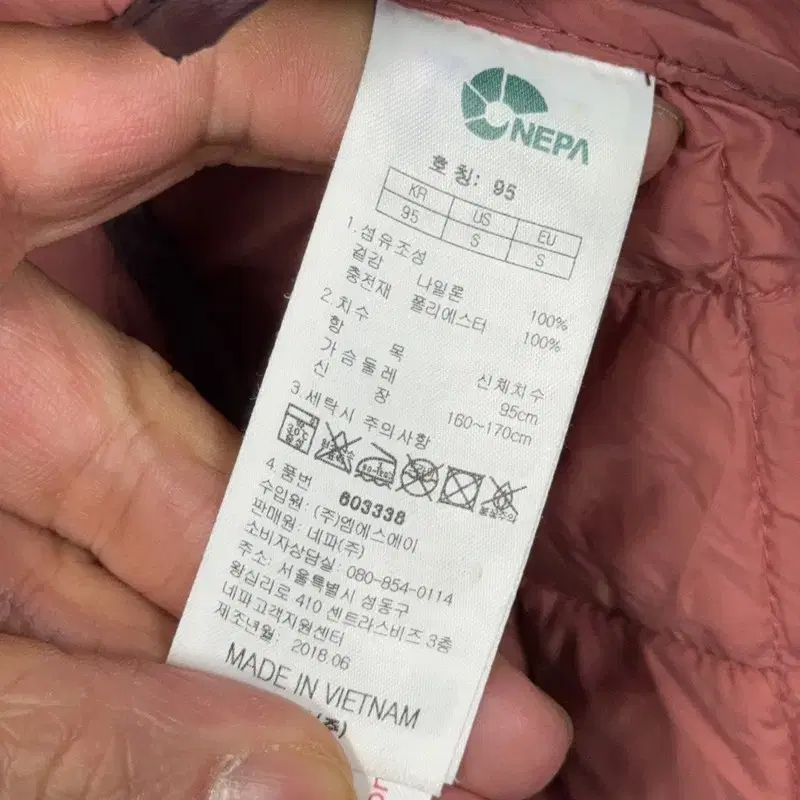 NEPA
호 칭: 95
KR US EU
95 S S
1.섬유조성
겉감 나일론 100%
충전재 폴리에스터 100%
2.치수
항 목 신체치수
가슴둘레 95cm
신 장 160~170cm
3.세탁시 주의사항
4.품번 603338
수입원: (주)엠에스에이
판매원: 네파(주)
소비자상담실: 080-854-0114
주소: 서울특별시 성동구
왕십리로 410 센트라스비즈 3층
네파고객지원센터
제조년월: 2018.06
MADE IN VIETNAM
(주)